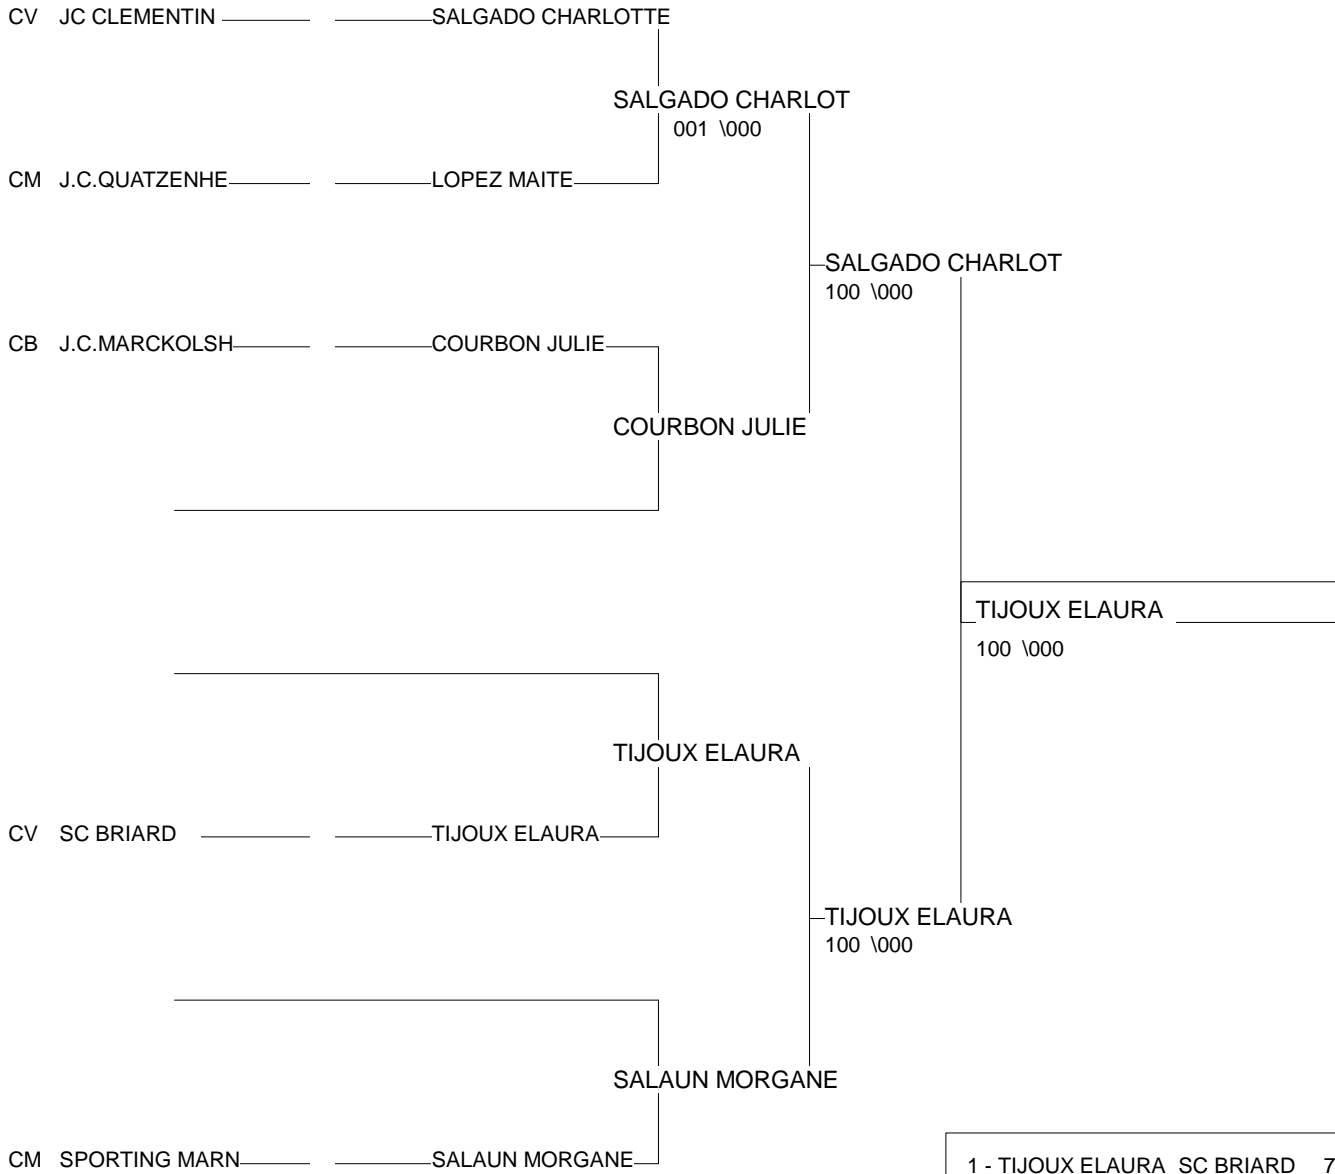 CV JC CLEMENTIN SALGADO CHARLOTTE
SALGADO CHARLOT
001 \000
CM J.C.QUATZENHE LOPEZ MAITE
SALGADO CHARLOT
100 \000
CB J.C.MARCKOLSH COURBON JULIE
COURBON JULIE
TIJOUX ELAURA
100 \000
TIJOUX ELAURA
CV SC BRIARD TIJOUX ELAURA
TIJOUX ELAURA
100 \000
SALAUN MORGANE
CM SPORTING MARN SALAUN MORGANE
1 - TIJOUX ELAURA SC BRIARD 7